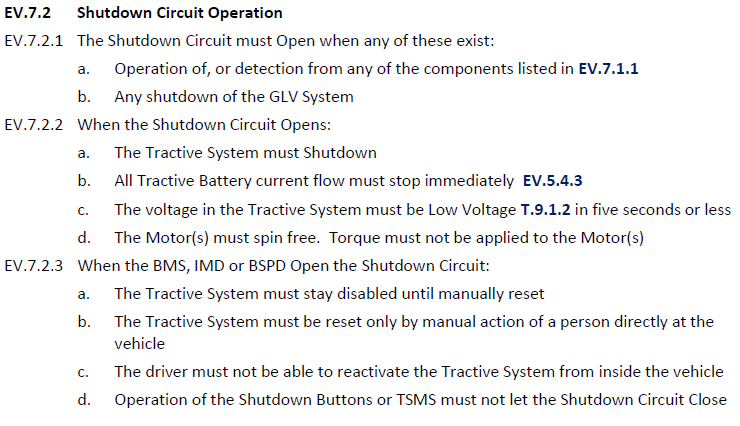 EV.7.2 Shutdown Circuit Operation
EV.7.2.1 The Shutdown Circuit must Open when any of these exist:
a. Operation of, or detection from any of the components listed in EV.7.1.1
b. Any shutdown of the GLV System
EV.7.2.2 When the Shutdown Circuit Opens:
a. The Tractive System must Shutdown
b. All Tractive Battery current flow must stop immediately EV.5.4.3
c. The voltage in the Tractive System must be Low Voltage T.9.1.2 in five seconds or less
d. The Motor(s) must spin free. Torque must not be applied to the Motor(s)
EV.7.2.3 When the BMS, IMD or BSPD Open the Shutdown Circuit:
a. The Tractive System must stay disabled until manually reset
b. The Tractive System must be reset only by manual action of a person directly at the
vehicle
c. The driver must not be able to reactivate the Tractive System from inside the vehicle
d. Operation of the Shutdown Buttons or TSMS must not let the Shutdown Circuit Close